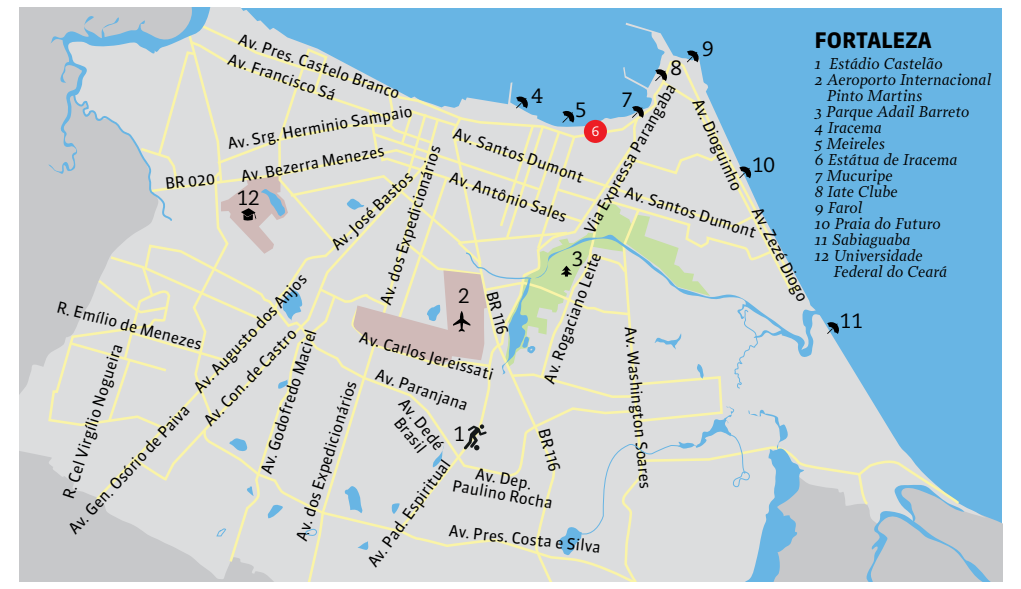 FORTALEZA
1 Estádio Castelão
2 Aeroporto Internacional
Pinto Martins
3 Parque Adail Barreto
4 Iracema
5 Meireles
6 Estátua de Iracema
7 Mucuripe
8 Iate Clube
9 Farol
10 Praia do Futuro
11 Sabiaguaba
12 Universidade
Federal do Ceará
Av. Pres. Castelo Branco
Av. Francisco Sá
Av. Srg. Herminio Sampaio
Av. Bezerra Menezes
BR 020
12
Av. José Bastos
Av. dos Expedicionários
Av. Santos Dumont
Av. Antônio Sales
4
5
6
7
8
9
Via Expressa Parangaba
Av. Dioguinho
10
Av. Santos Dumont
Av. Zezé Diogo
11
3
2
BR 116
Av. Rogaciano Leite
Av. Washington Soares
Av. Carlos Jereissati
Av. Paranjana
Av. Dedé
Brasil
1
BR116
Av. Dep.
Paulino Rocha
Av. Pad. Espiritual
Av. Pres. Costa e Silva
R. Emílio de Menezes
R. Cel Virgílio Nogueira
Av. Augusto dos Anjos
Av. Gen. Osório de Paiva
Av. Con. de Castro
Av. Godofredo Maciel
Av. dos Expedicionários